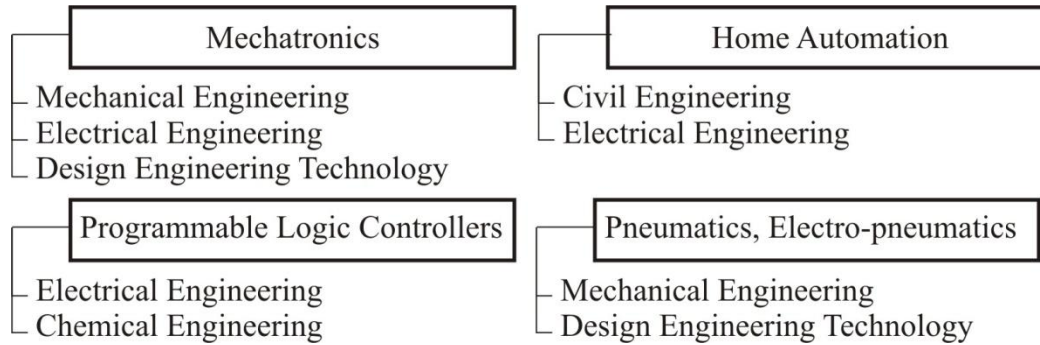 Mechatronics
Mechanical Engineering
Electrical Engineering
Design Engineering Technology
Home Automation
Civil Engineering
Electrical Engineering
Programmable Logic Controllers
Electrical Engineering
Chemical Engineering
Pneumatics, Electro-pneumatics
Mechanical Engineering
Design Engineering Technology